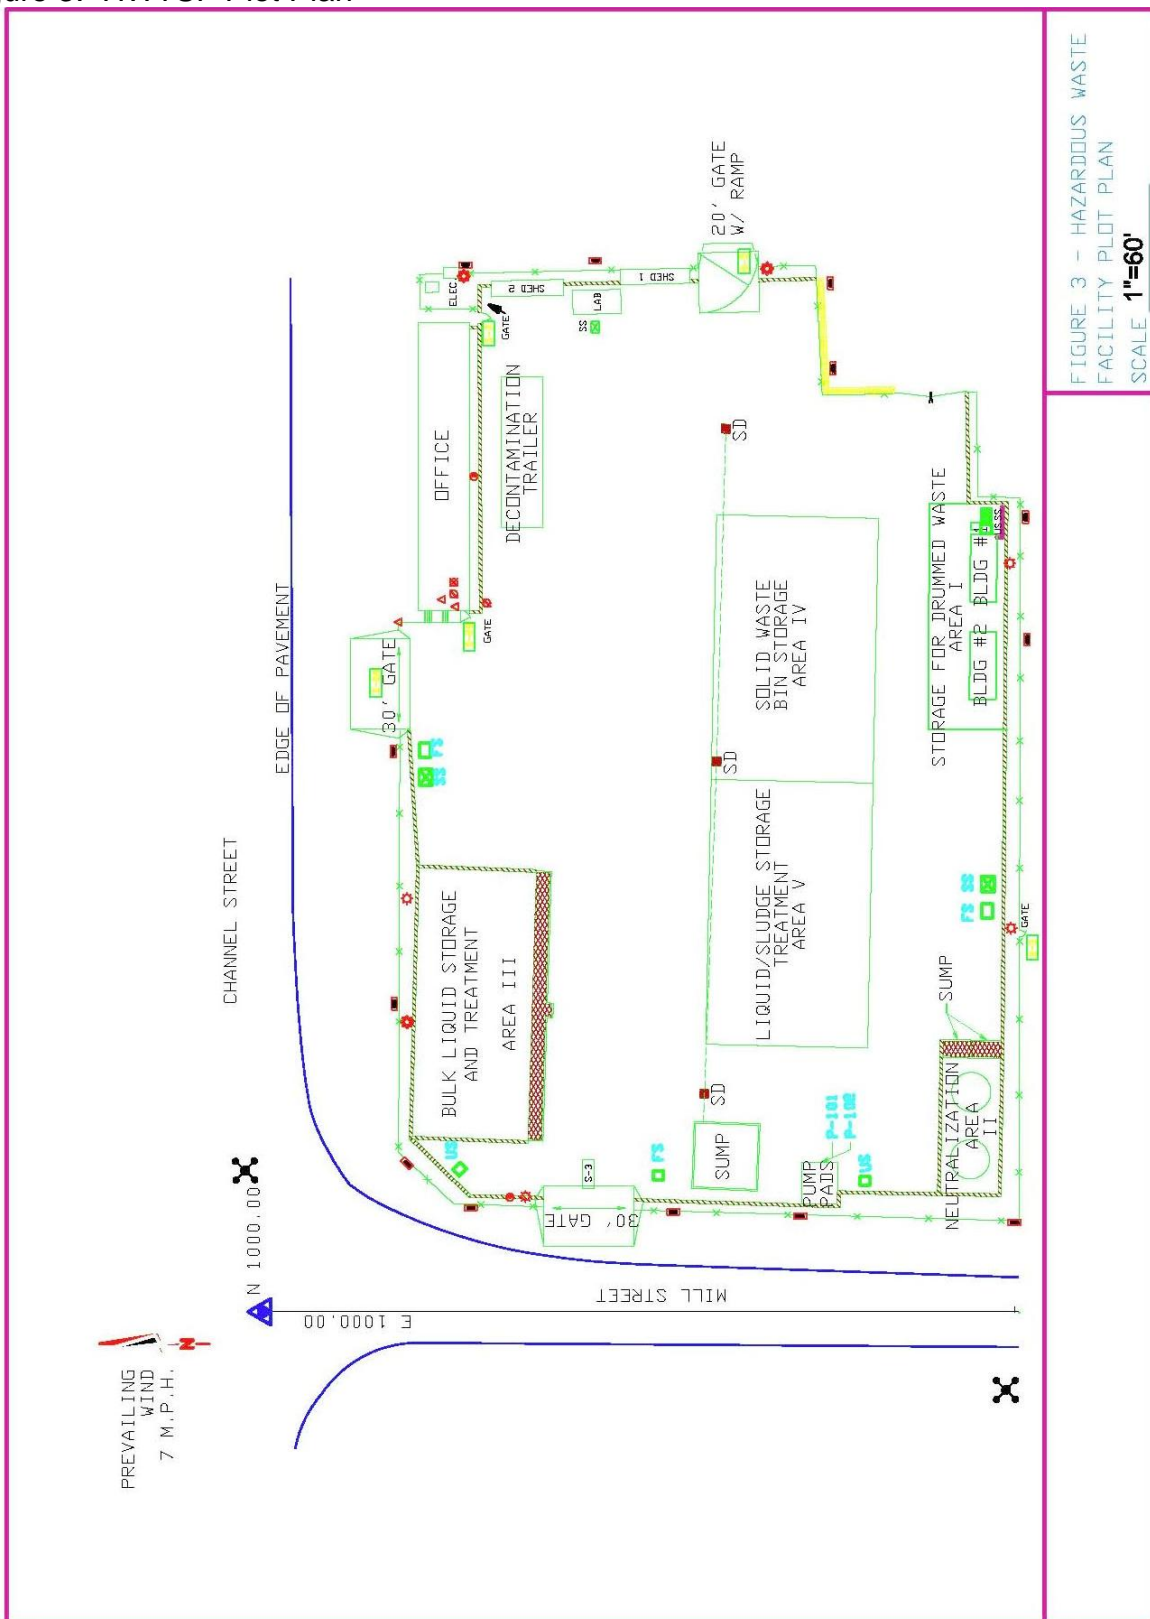 Plot Plan
PREVAILING
WIND
7 M.P.H.
N
N 1000.00
E 1000.00
CHANNEL STREET
EDGE OF PAVEMENT
MILL STREET
30' GATE
S-3
US
BULK LIQUID STORAGE
AND TREATMENT
AREA III
SS FS
30' GATE
GATE
OFFICE
ELEC.
GATE
DECONTAMINATION
TRAILER
SHED 2
LAB
SS
SHED 1
20' GATE
W/ RAMP
FS
SUMP
SD
SD
SD
LIQUID/SLUDGE STORAGE
TREATMENT
AREA V
SOLID WASTE
BIN STORAGE
AREA IV
PUMP
PADS
P-101
P-102
US
NEUTRALIZATION
AREA
II
SUMP
FS SS
GATE
STORAGE FOR DRUMMED WASTE
AREA I
BLDG #2 BLDG #1
FIGURE 3 - HAZARDOUS WASTE
FACILITY PLOT PLAN
SCALE 1"=60'